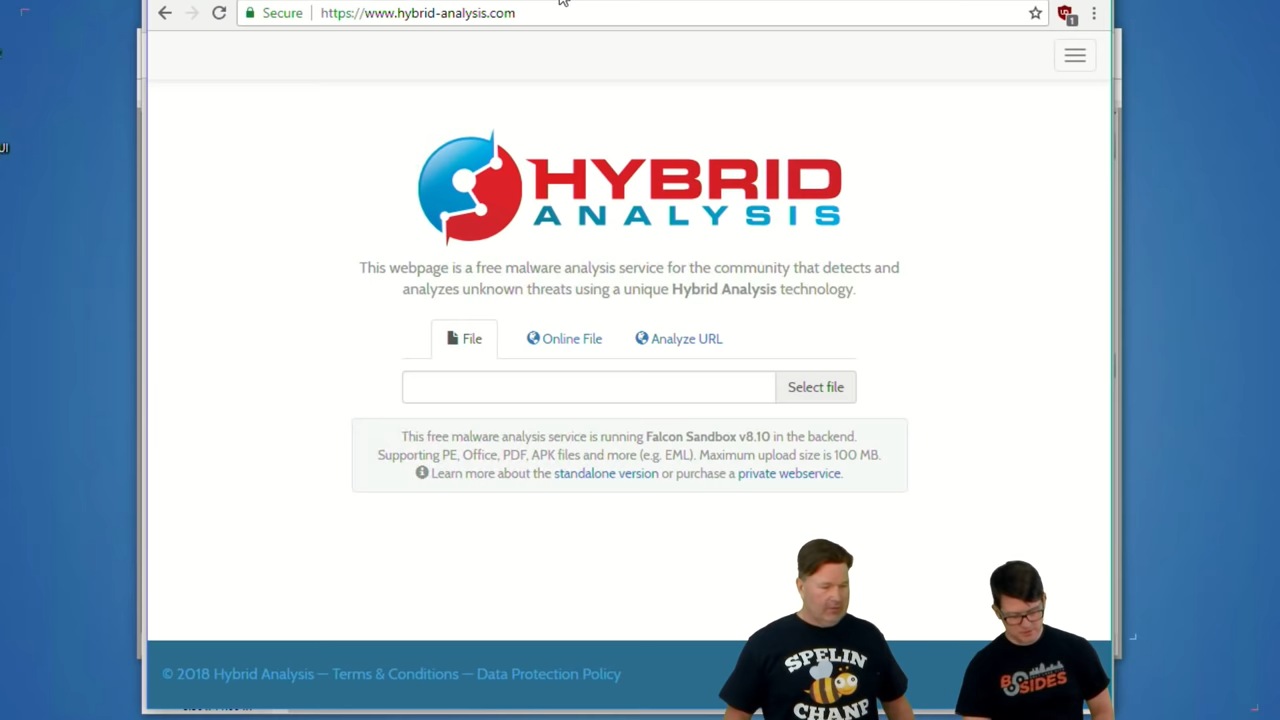 UI
Secure
https://www.hybrid-analysis.com
1
HYBRID
ANALYSIS
This webpage is a free malware analysis service for the community that detects and
analyzes unknown threats using a unique Hybrid Analysis technology.
File
Online File
Analyze URL
Select file
This free malware analysis service is running Falcon Sandbox v8.10 in the backend.
Supporting PE, Office, PDF, APK files and more (e.g. EML). Maximum upload size is 100 MB.
Learn more about the standalone version or purchase a private webservice.
© 2018 Hybrid Analysis — Terms & Conditions — Data Protection Policy
SPELIN
CHANP
BSIDES